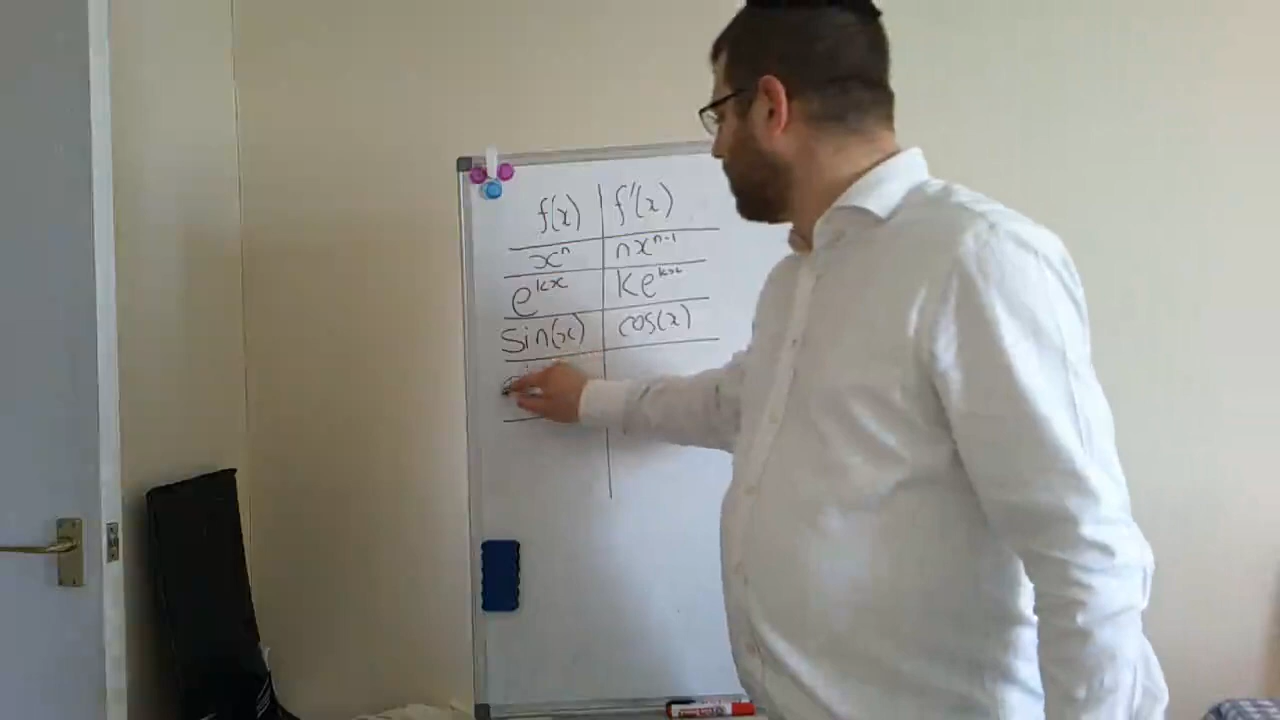 f(x) f'(x)
xⁿ nxⁿ⁻¹
eᵏˣ keᵏˣ
Sin(x) cos(x)